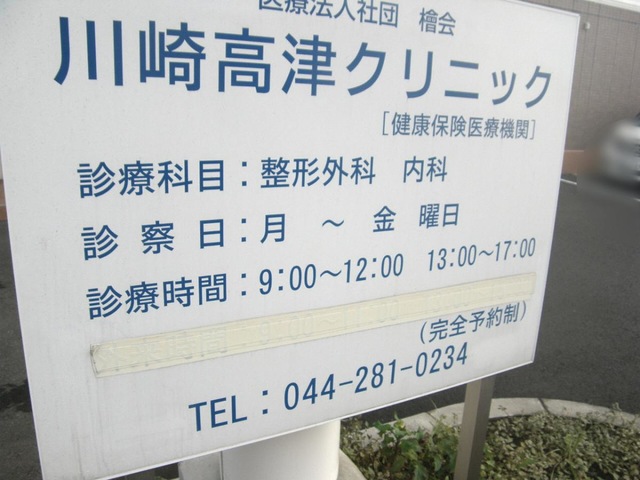 医療法人社団 檜会
川崎高津クリニック
[健康保険医療機関]
診療科目：整形外科 内科
診察日：月 ～ 金 曜日
診療時間：9:00～12:00 13:00～17:00
(完全予約制)
TEL：044-281-0234